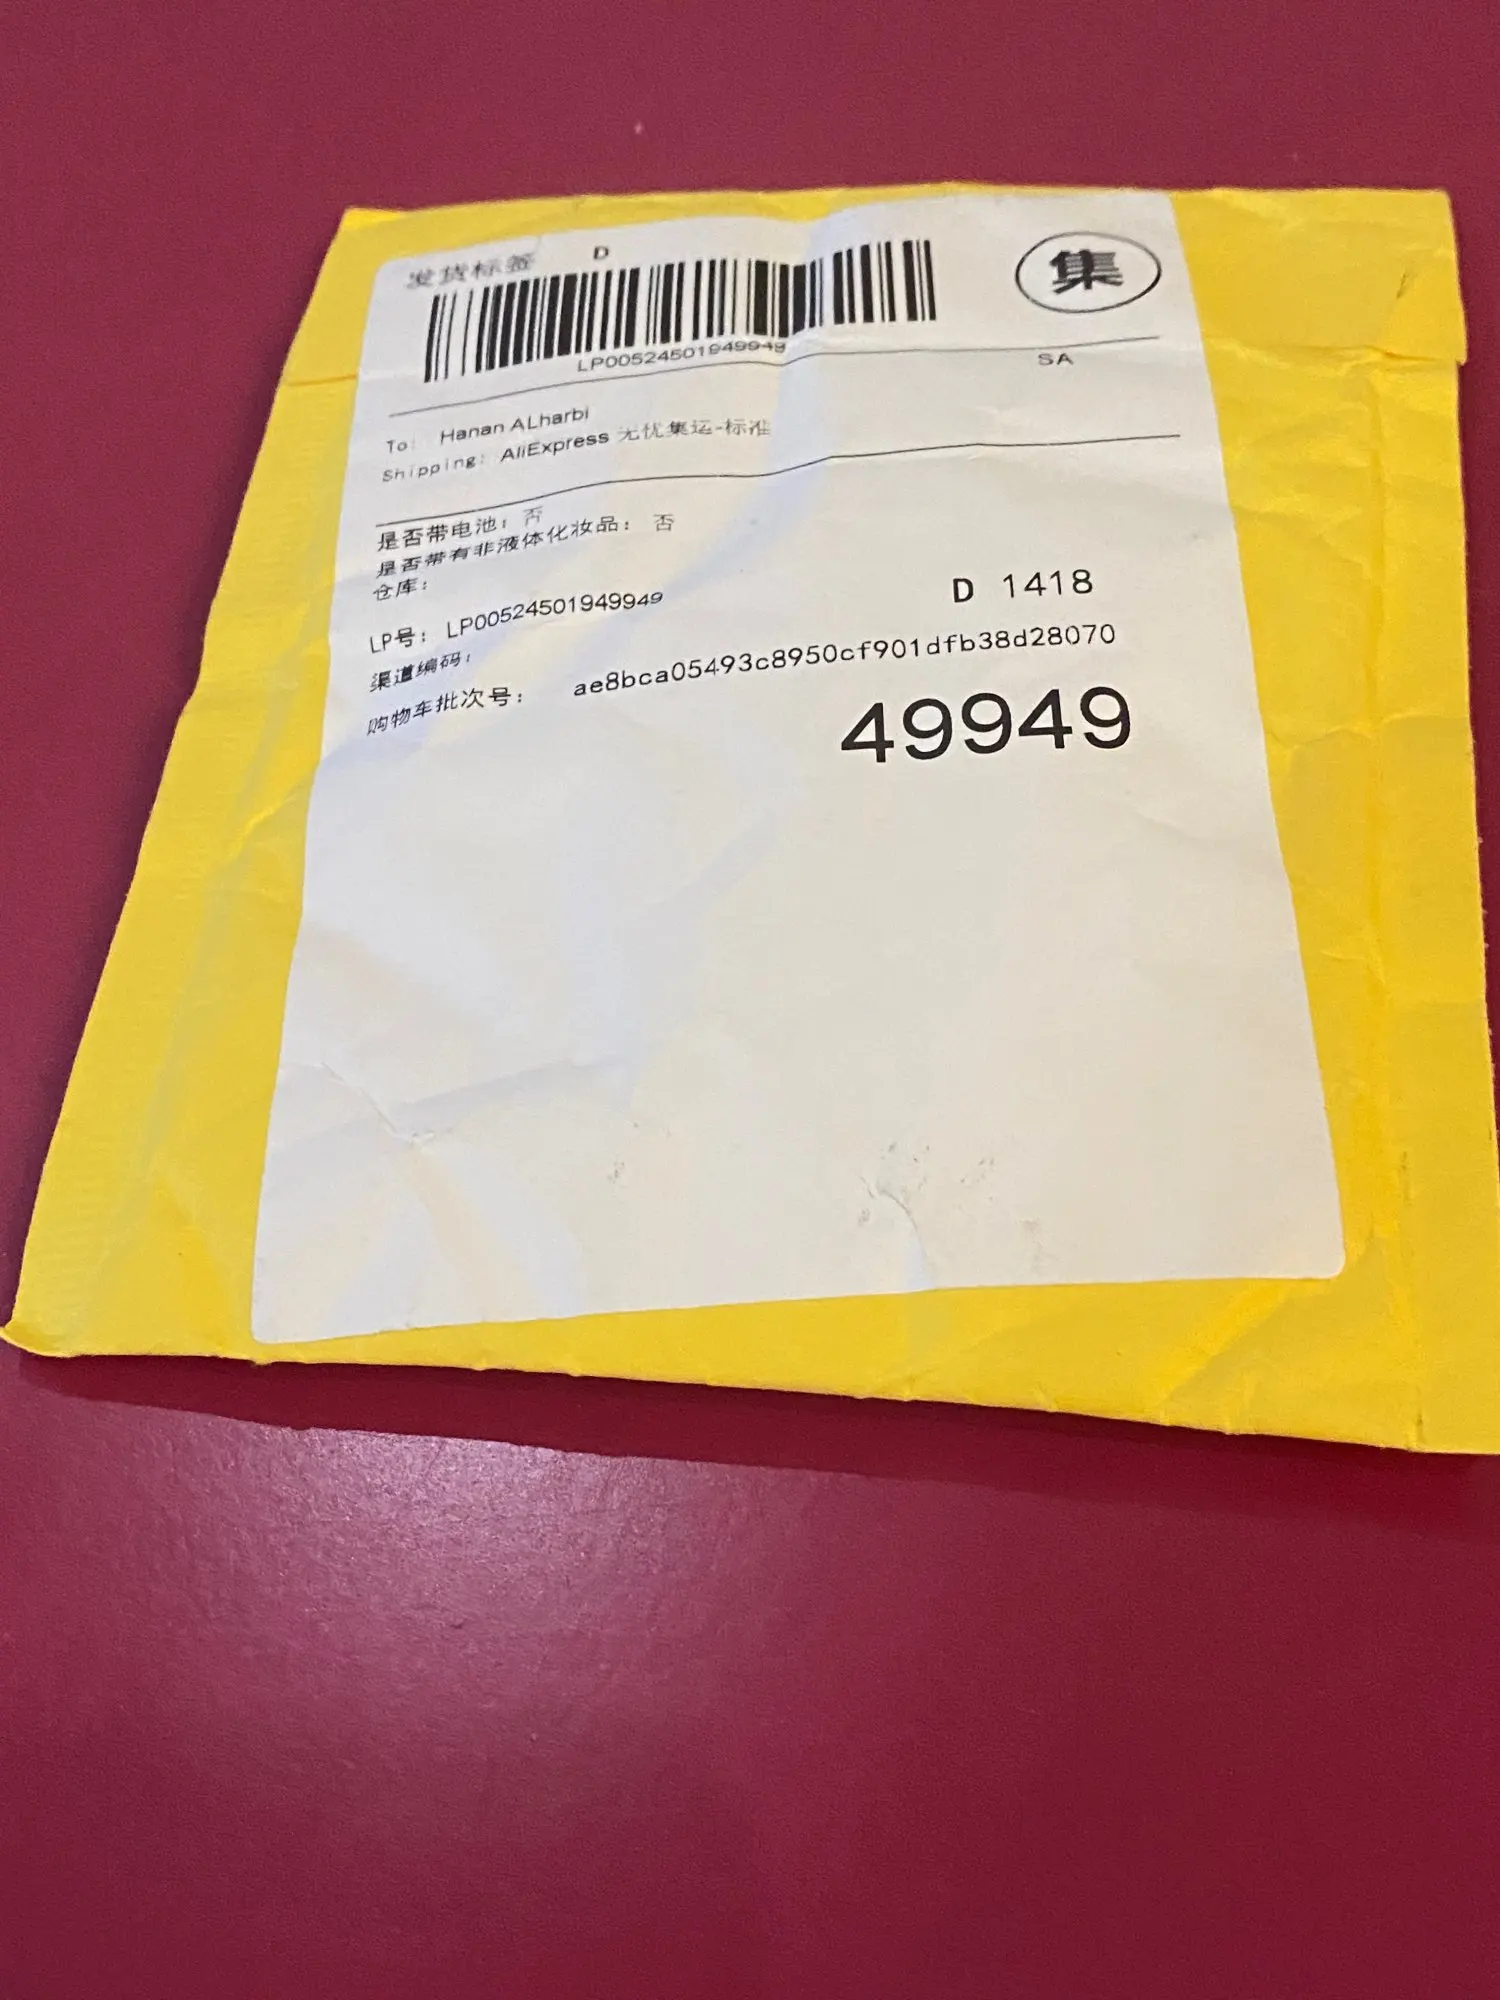 发货标签 D
集
LP00524501949949
SA
To: Hanan ALharbi
Shipping: AliExpress 无忧集运-标准
是否带电池: 否
是否带有非液体化妆品: 否
仓库:
D 1418
LP号: LP00524501949949
渠道编码:
购物车批次号: ae8bca05493c8950cf901dfb38d28070
49949